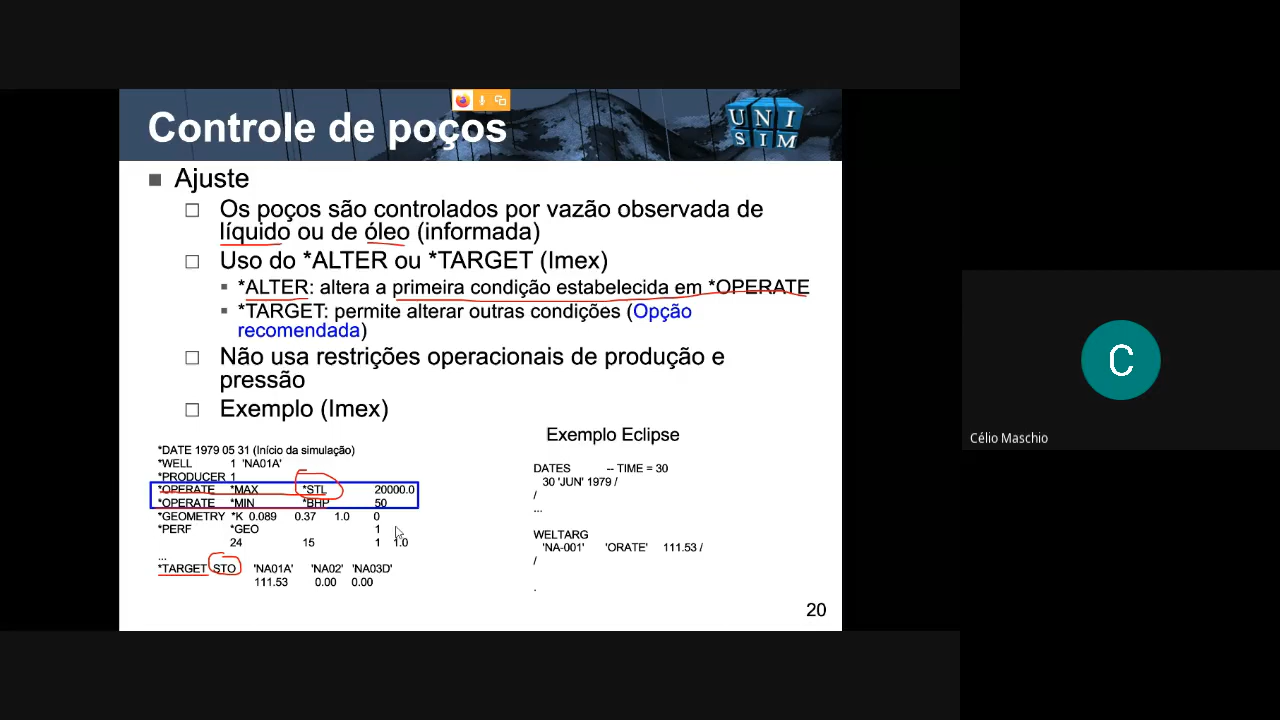 Controle de poços
UNI
SIM
Ajuste
Os poços são controlados por vazão observada de
líquido ou de óleo (informada)
Uso do *ALTER ou *TARGET (Imex)
*ALTER: altera a primeira condição estabelecida em *OPERATE
*TARGET: permite alterar outras condições (Opção
recomendada)
Não usa restrições operacionais de produção e
pressão
Exemplo (Imex)
*DATE 1979 05 31 (Início da simulação)
*WELL 1 'NA01A'
*PRODUCER 1
*OPERATE *MAX *STL 20000.0
*OPERATE *MIN *BHP 50
*GEOMETRY *K 0.089 0.37 1.0 0
*PERF *GEO 1
24 15 1 1.0
...
*TARGET STO 'NA01A' 'NA02' 'NA03D'
111.53 0.00 0.00
Exemplo Eclipse
DATES -- TIME = 30
30 'JUN' 1979 /
/
...
WELTARG
'NA-001' 'ORATE' 111.53 /
/
.
20
C
Célio Maschio